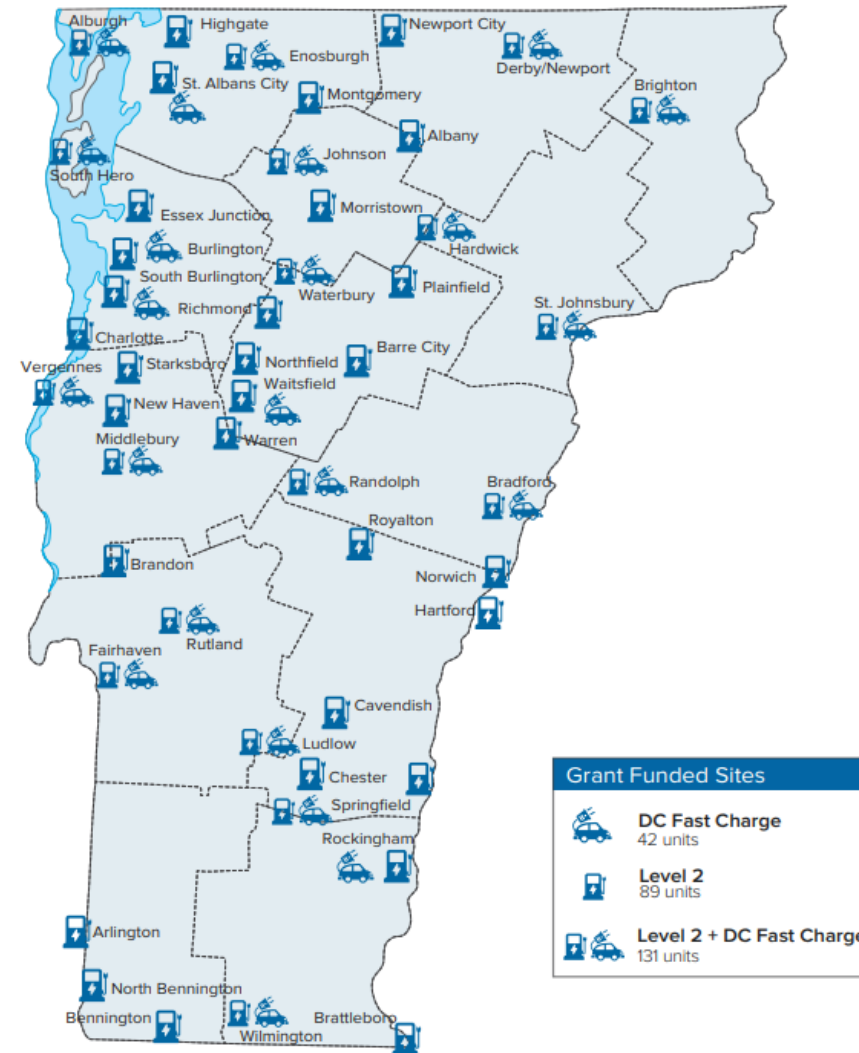 Alburgh
Highgate
Newport City
Enosburgh
Derby/Newport
St. Albans City
Brighton
Montgomery
Albany
Johnson
South Hero
Morristown
Essex Junction
Hardwick
Burlington
South Burlington
Waterbury
Plainfield
Richmond
St. Johnsbury
Charlotte
Barre City
Vergennes
Starksboro
Northfield
Waitsfield
New Haven
Middlebury
Warren
Randolph
Bradford
Royalton
Brandon
Norwich
Hartford
Rutland
Fairhaven
Cavendish
Ludlow
Chester
Springfield
Rockingham
Arlington
North Bennington
Bennington
Brattleboro
Wilmington
Grant Funded Sites
DC Fast Charge
42 units
Level 2
89 units
Level 2 + DC Fast Charge
131 units